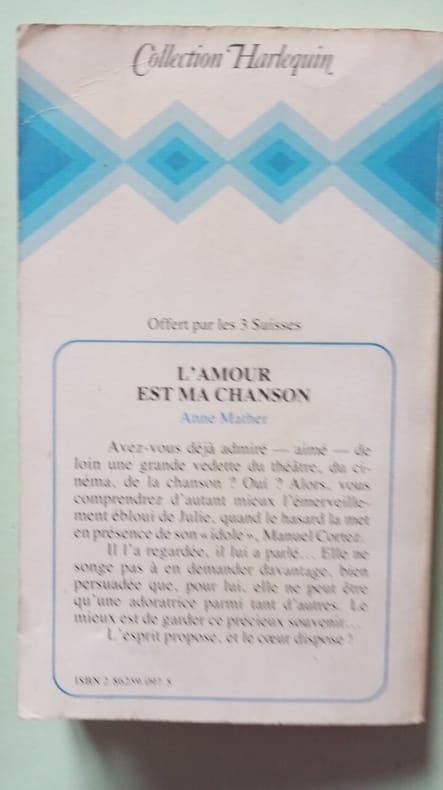 Collection Harlequin
Offert par les 3 Suisses
L'AMOUR
EST MA CHANSON
Anne Mather
Avez-vous déjà admiré — aimé — de
loin une grande vedette du théâtre, du ci-
néma, de la chanson ? Oui ? Alors, vous
comprendrez d'autant mieux l'émerveille-
ment ébloui de Julie, quand le hasard la met
en présence de son « idole », Manuel Cortez.
Il l'a regardée, il lui a parlé... Elle ne
songe pas à en demander davantage, bien
persuadée que, pour lui, elle ne peut être
qu'une adoratrice parmi tant d'autres. Le
mieux est de garder ce précieux souvenir...
L'esprit propose, et le cœur dispose !
ISBN 2-86259-097-8